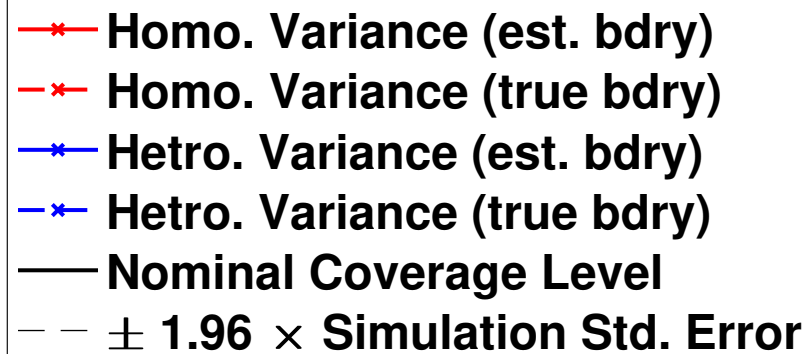 Homo. Variance (est. bdry)
Homo. Variance (true bdry)
Hetro. Variance (est. bdry)
Hetro. Variance (true bdry)
Nominal Coverage Level
± 1.96 × Simulation Std. Error